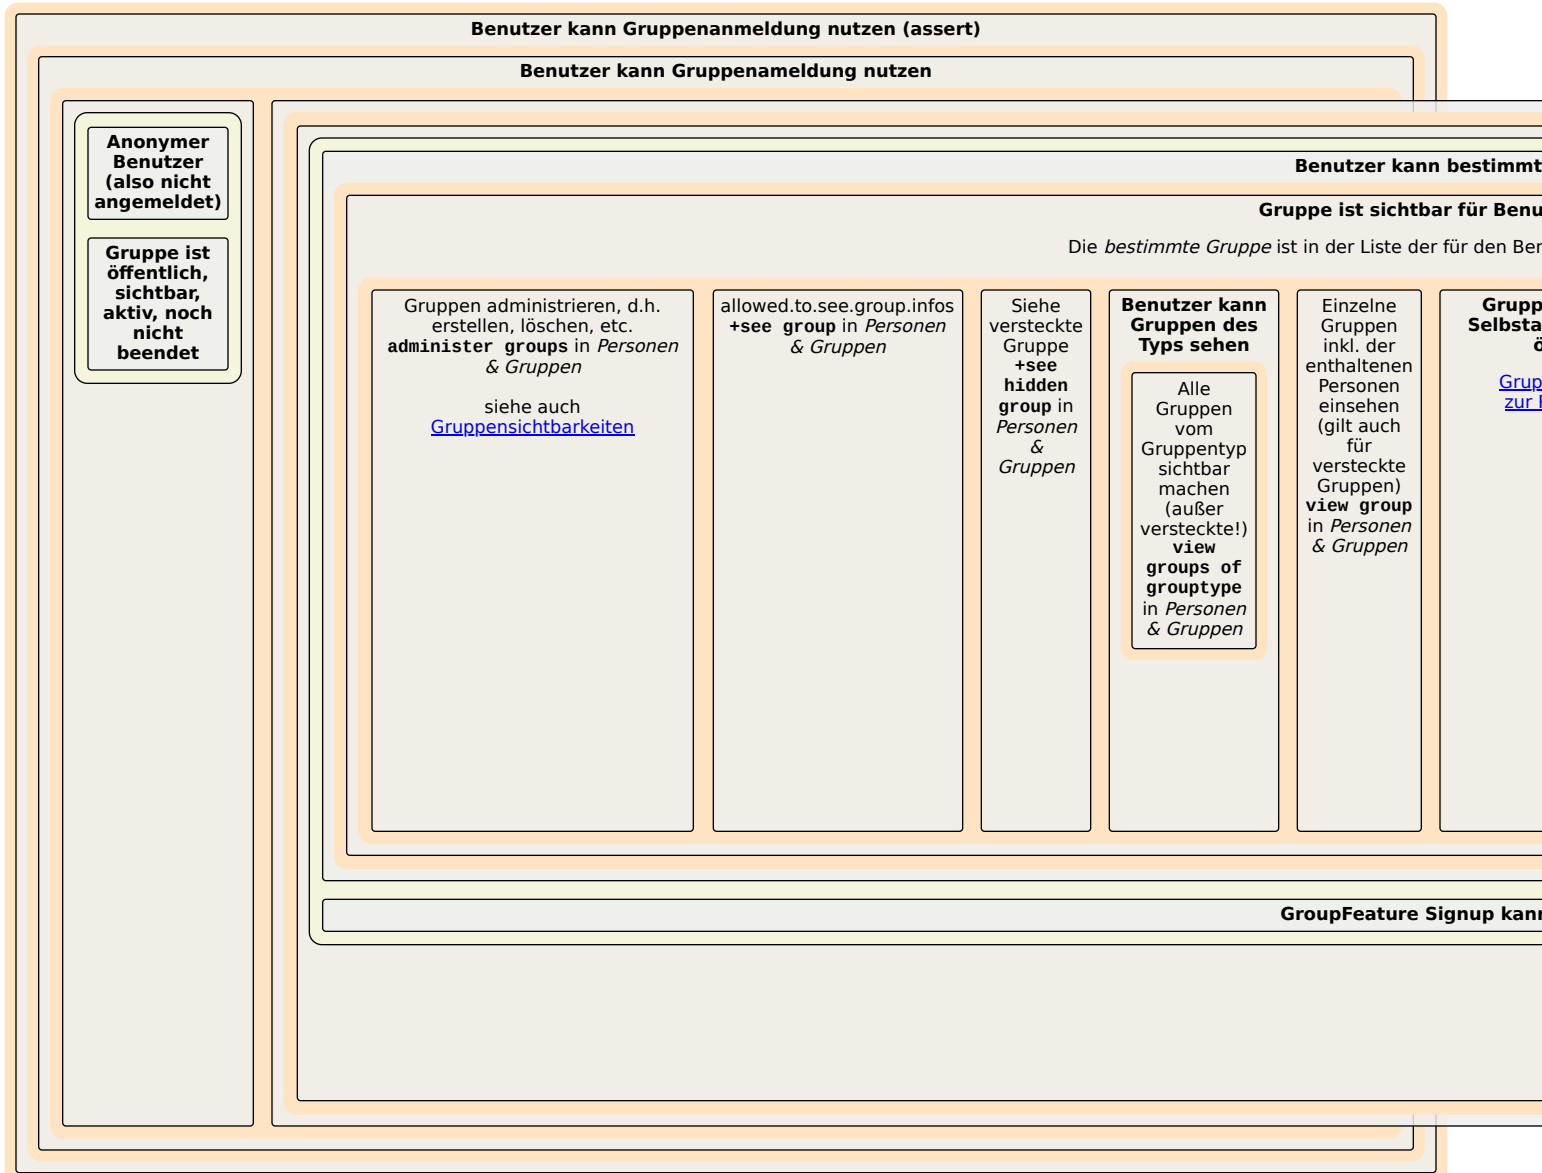 Benutzer kann Gruppenanmeldung nutzen (assert)
Benutzer kann Gruppenameldung nutzen
Anonymer
Benutzer
(also nicht
angemeldet)
Gruppe ist
öffentlich,
sichtbar,
aktiv, noch
nicht
beendet
Benutzer kann bestimmt
Gruppe ist sichtbar für Benu
Die bestimmte Gruppe ist in der Liste der für den Ben
Gruppen administrieren, d.h.
erstellen, löschen, etc.
administer groups in Personen
& Gruppen
siehe auch
Gruppensichtbarkeiten
allowed.to.see.group.infos
+see group in Personen
& Gruppen
Siehe
versteckte
Gruppe
+see
hidden
group in
Personen
&
Gruppen
Benutzer kann
Gruppen des
Typs sehen
Alle
Gruppen
vom
Gruppentyp
sichtbar
machen
(außer
versteckte!)
view
groups of
grouptype
in Personen
& Gruppen
Einzelne
Gruppen
inkl. der
enthaltenen
Personen
einsehen
(gilt auch
für
versteckte
Gruppen)
view group
in Personen
& Gruppen
Grupp
Selbsta
ö
Grup
zur
GroupFeature Signup kann